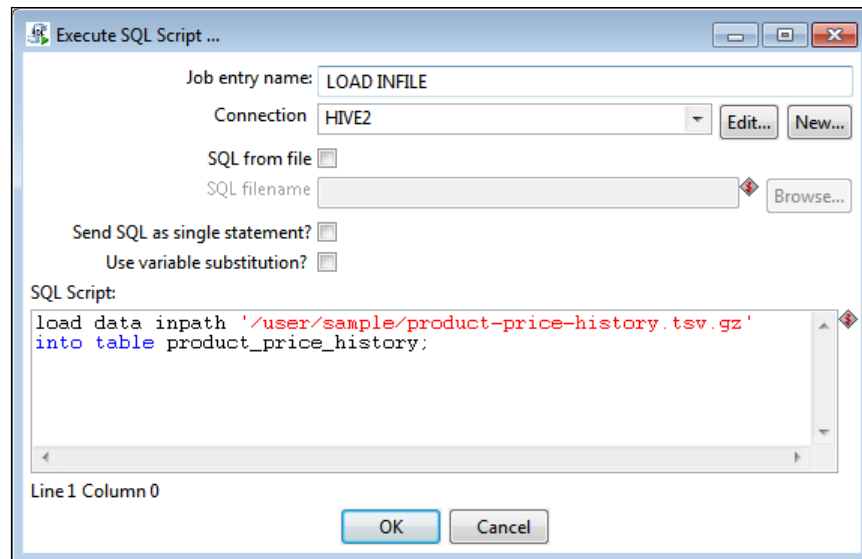 Execute SQL Script ...
Job entry name: LOAD INFILE
Connection HIVE2 Edit... New...
SQL from file
SQL filename Browse...
Send SQL as single statement?
Use variable substitution?
SQL Script:
load data inpath '/user/sample/product-price-history.tsv.gz'
into table product_price_history;
Line 1 Column 0
OK Cancel